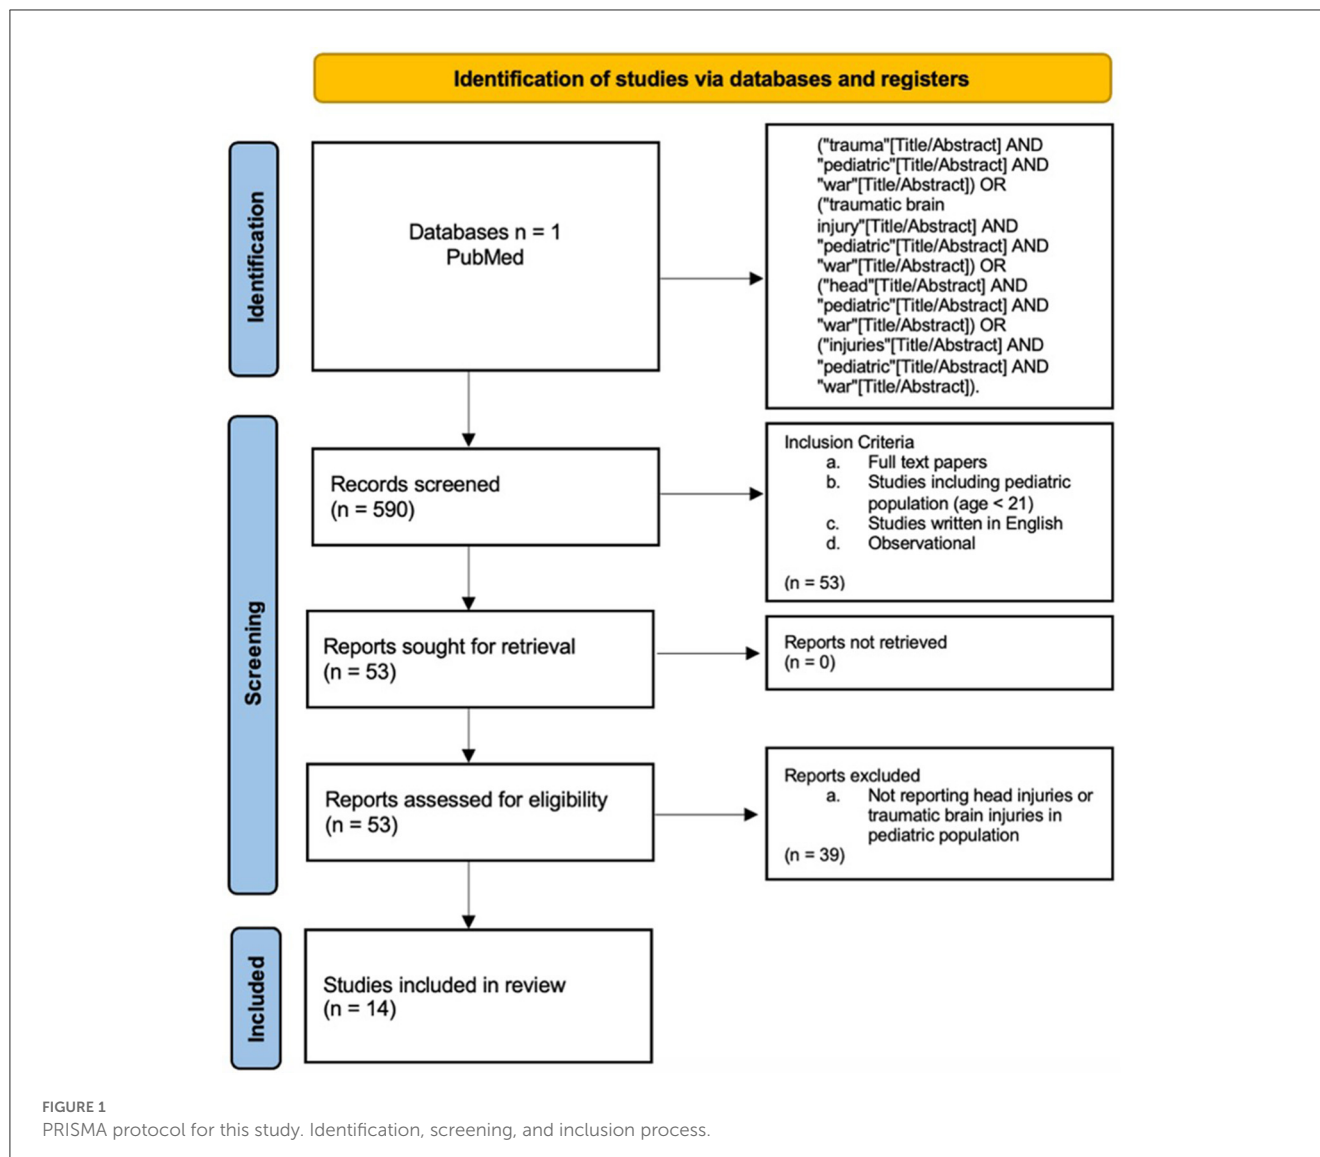 Identification of studies via databases and registers
Identification
Databases n = 1
PubMed
("trauma"[Title/Abstract] AND
"pediatric"[Title/Abstract] AND
"war"[Title/Abstract]) OR
("traumatic brain
injury"[Title/Abstract] AND
"pediatric"[Title/Abstract] AND
"war"[Title/Abstract]) OR
("head"[Title/Abstract] AND
"pediatric"[Title/Abstract] AND
"war"[Title/Abstract]) OR
("injuries"[Title/Abstract] AND
"pediatric"[Title/Abstract] AND
"war"[Title/Abstract]).
Screening
Records screened
(n = 590)
Inclusion Criteria
a. Full text papers
b. Studies including pediatric
population (age < 21)
c. Studies written in English
d. Observational
(n = 53)
Reports sought for retrieval
(n = 53)
Reports not retrieved
(n = 0)
Reports assessed for eligibility
(n = 53)
Reports excluded
a. Not reporting head injuries or
traumatic brain injuries in
pediatric population
(n = 39)
Included
Studies included in review
(n = 14)
FIGURE 1
PRISMA protocol for this study. Identification, screening, and inclusion process.